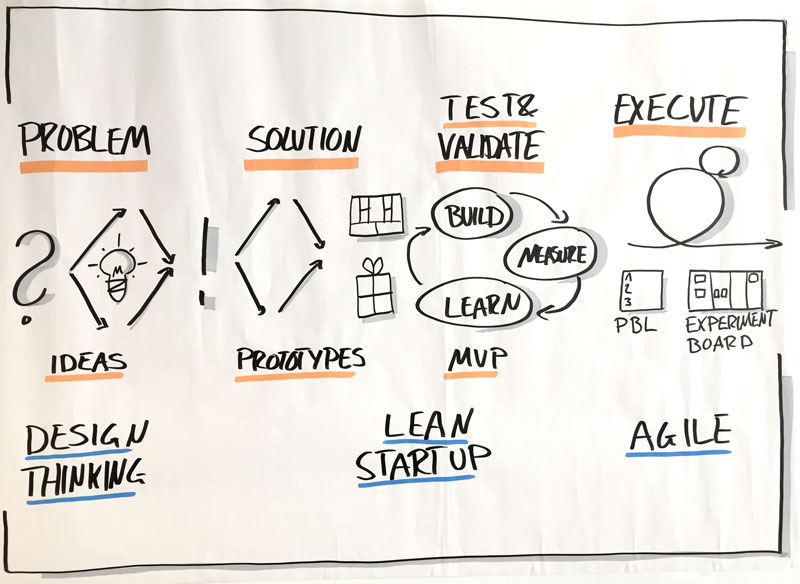 PROBLEM
SOLUTION
TEST &
VALIDATE
EXECUTE
?
!
BUILD
MEASURE
LEARN
1
2
3
PBL
EXPERIMENT
BOARD
IDEAS
PROTOTYPES
MVP
DESIGN
THINKING
LEAN
STARTUP
AGILE